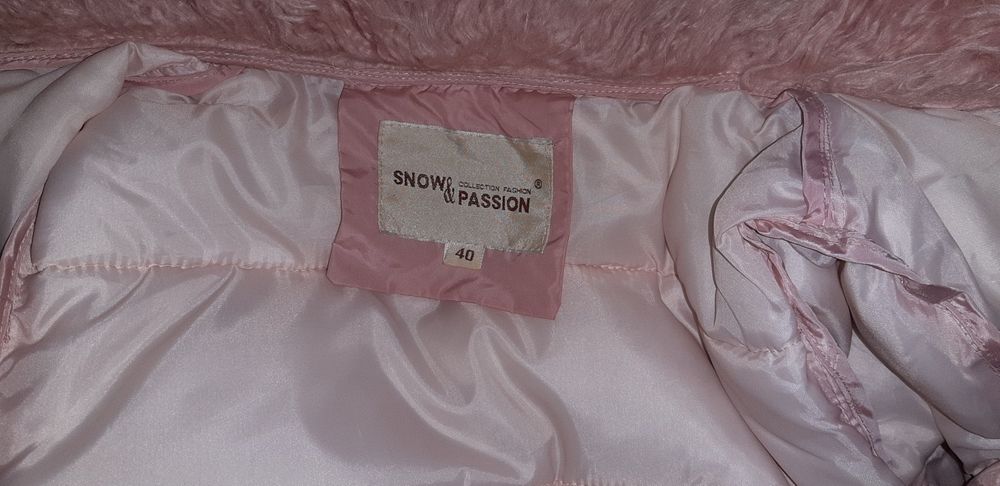 SNOW & COLLECTION FASHION ®
PASSION
40